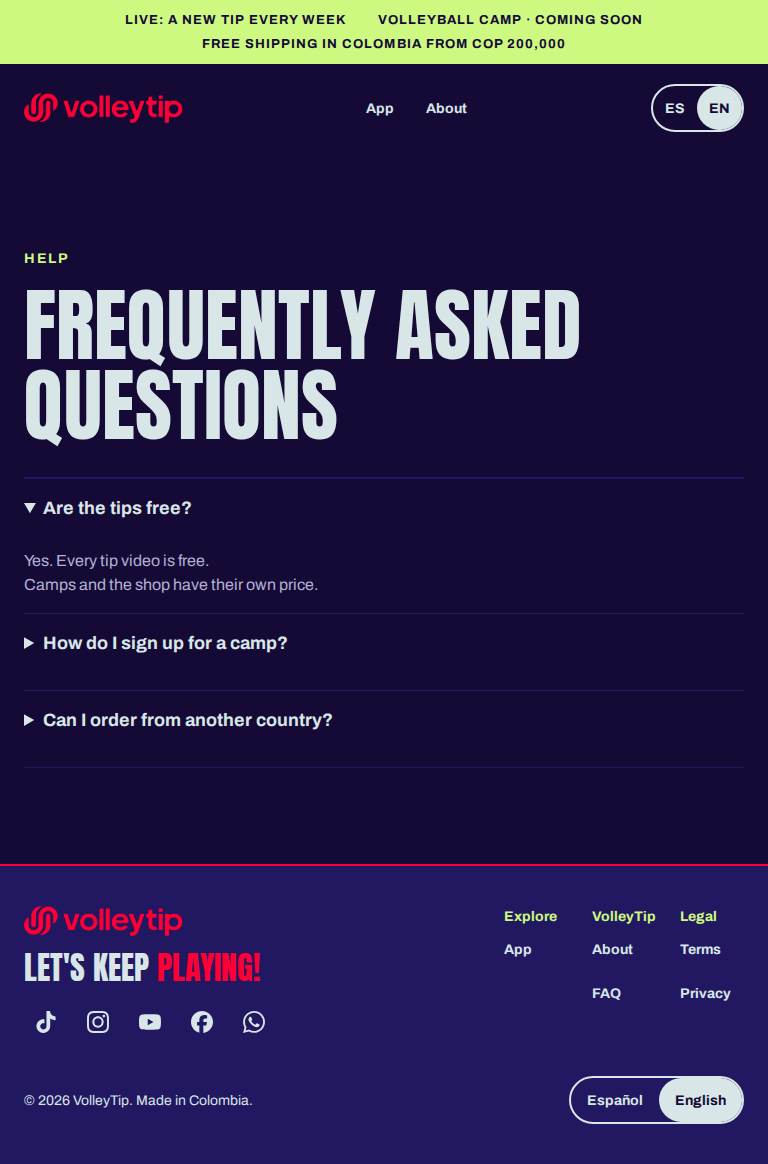 LIVE: A NEW TIP EVERY WEEK VOLLEYBALL CAMP · COMING SOON
FREE SHIPPING IN COLOMBIA FROM COP 200,000
volleytip
App About
ES EN
HELP
FREQUENTLY ASKED
QUESTIONS
Are the tips free?
Yes. Every tip video is free.
Camps and the shop have their own price.
How do I sign up for a camp?
Can I order from another country?
volleytip
LET'S KEEP PLAYING!
Explore VolleyTip Legal
App About Terms
FAQ Privacy
© 2026 VolleyTip. Made in Colombia.
Español English